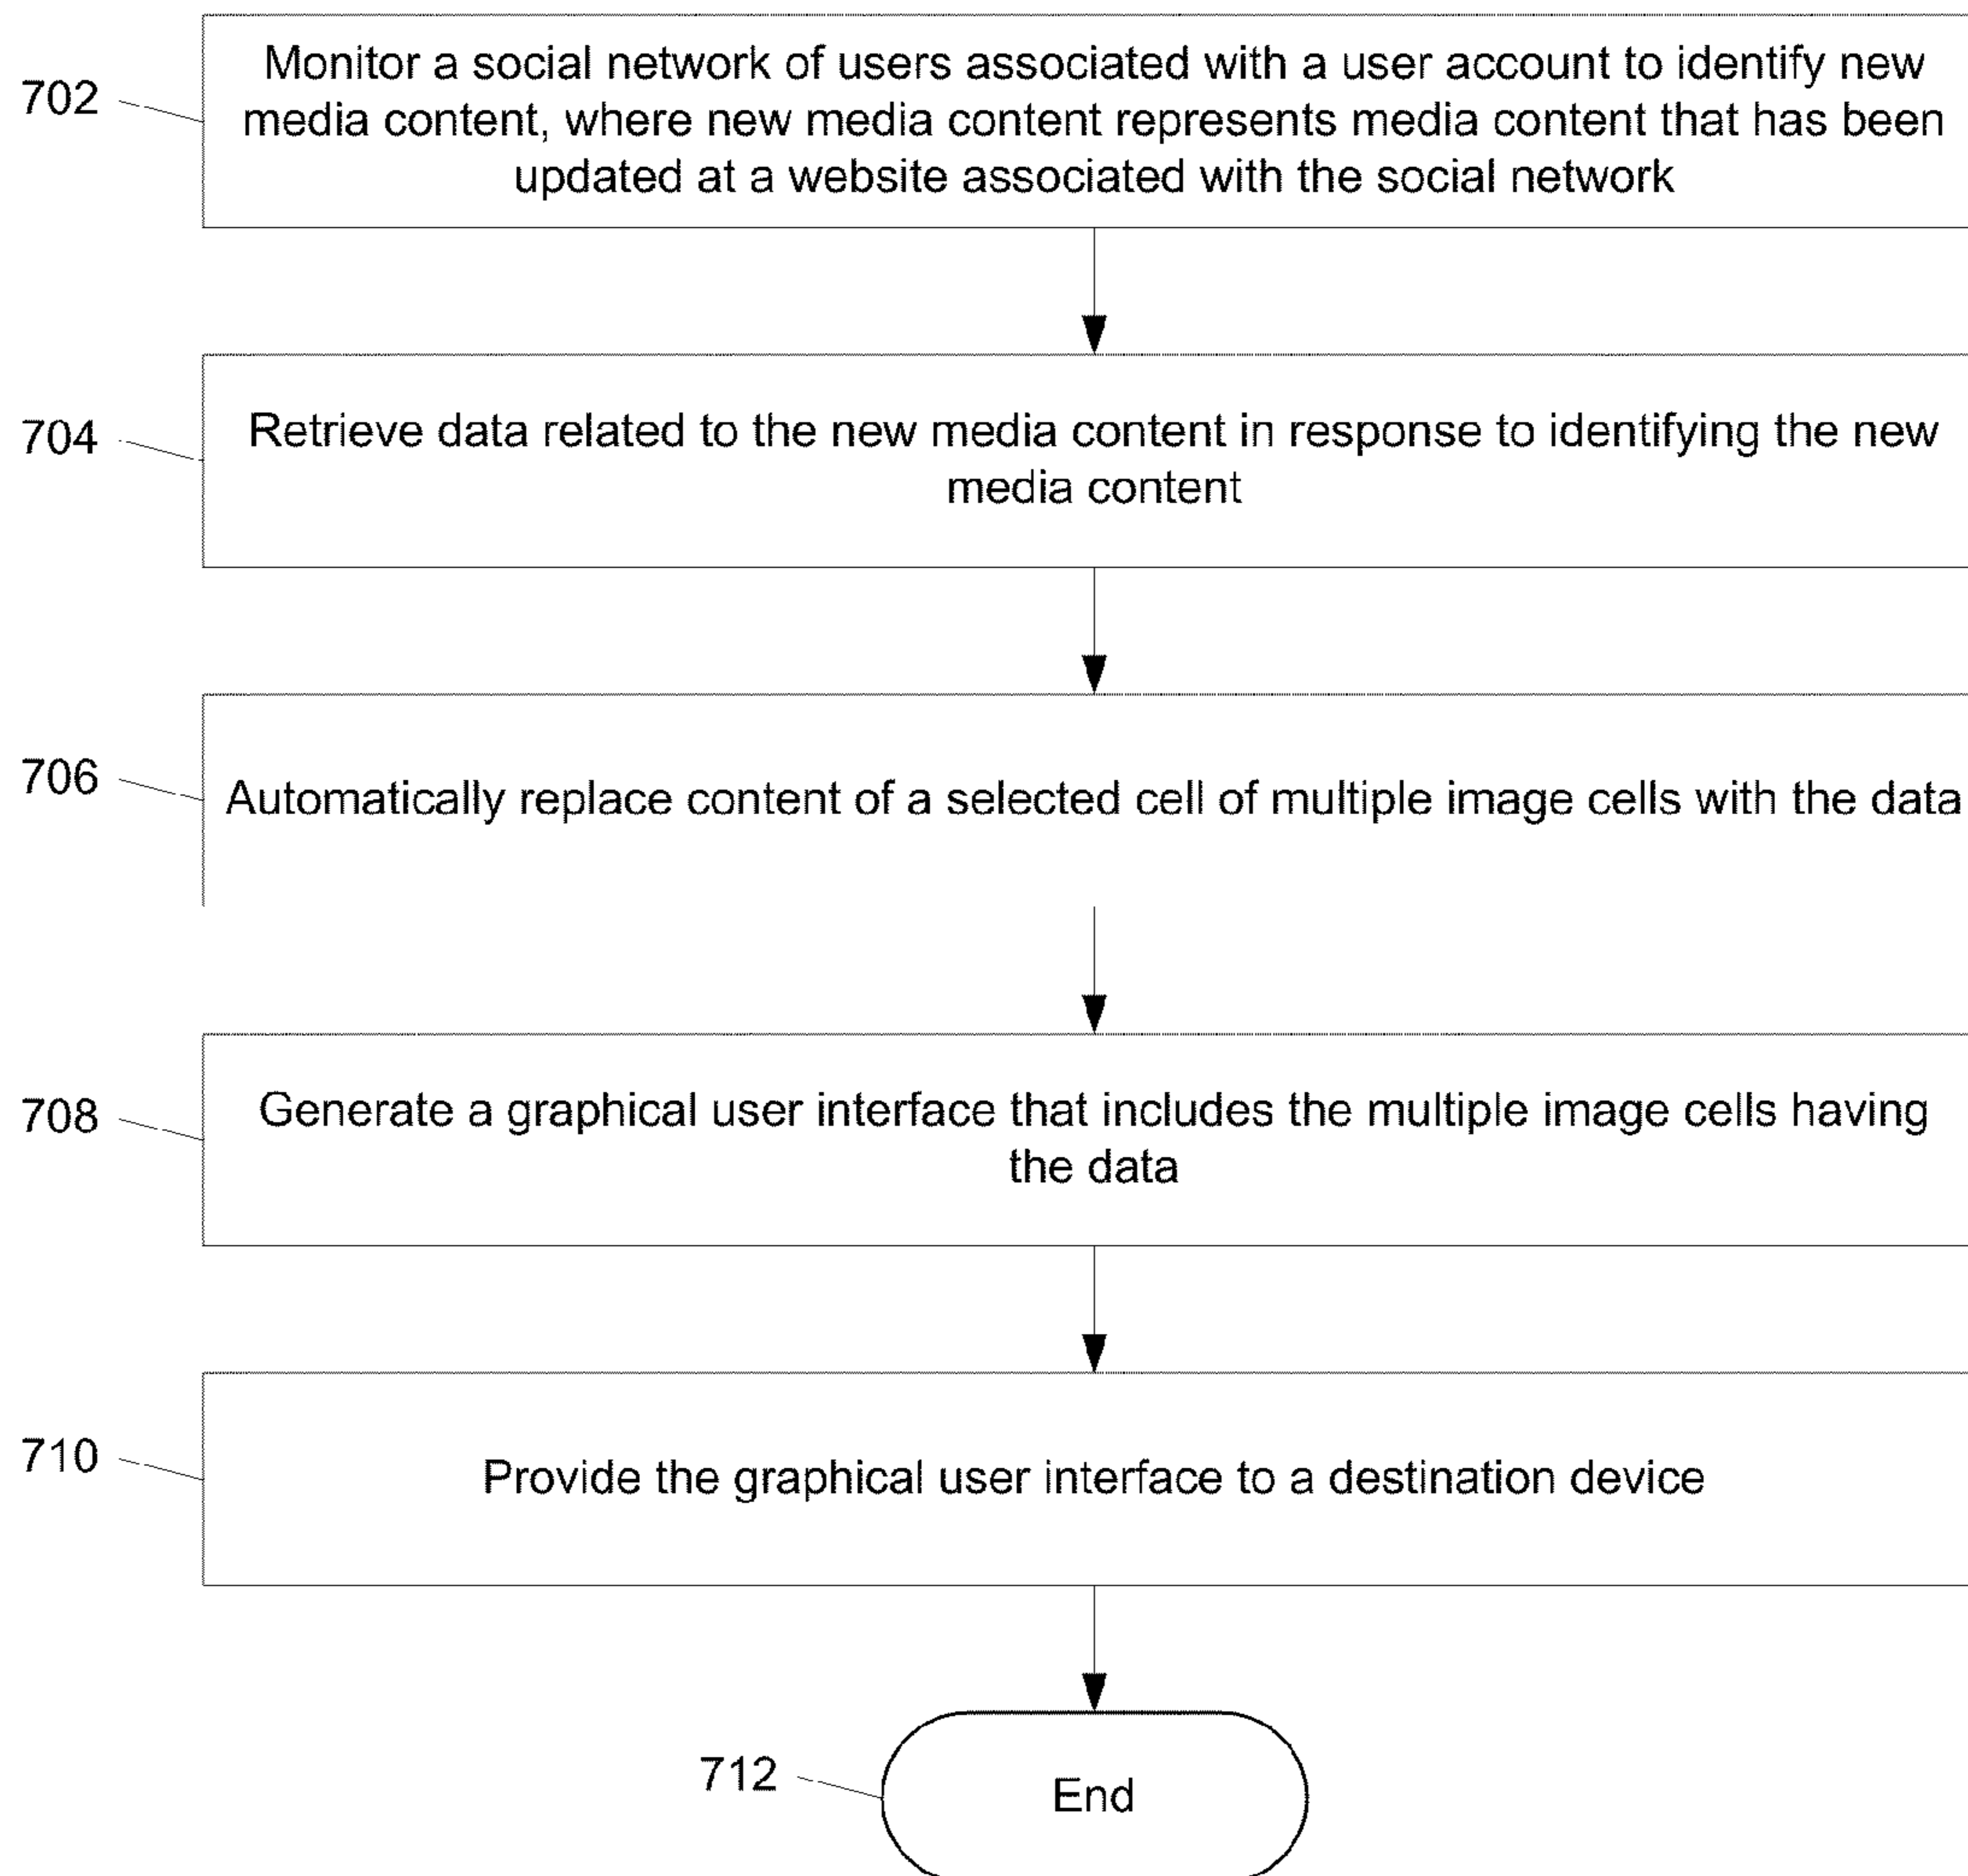 702
Monitor a social network of users associated with a user account to identify new
media content, where new media content represents media content that has been
updated at a website associated with the social network
704
Retrieve data related to the new media content in response to identifying the new
media content
706
Automatically replace content of a selected cell of multiple image cells with the data
708
Generate a graphical user interface that includes the multiple image cells having
the data
710
Provide the graphical user interface to a destination device
712
End